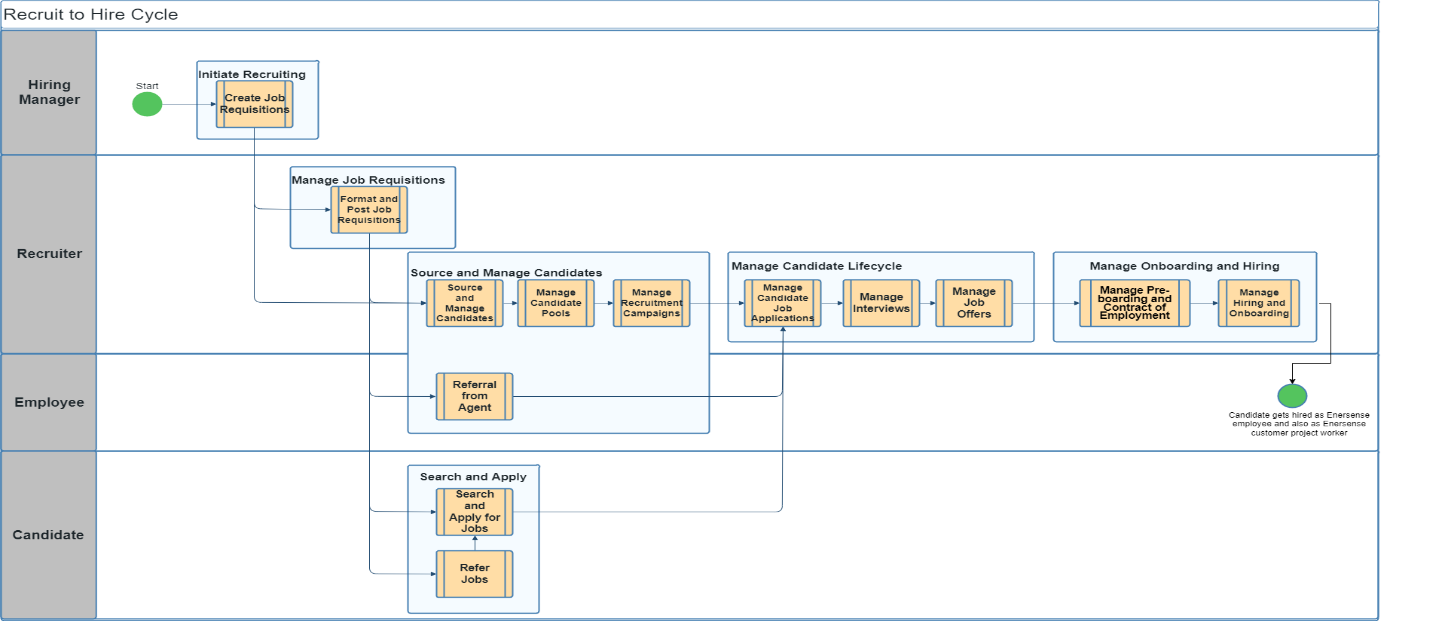 Recruit to Hire Cycle
Hiring
Manager
Start
Initiate Recruiting
Create Job
Requisitions
Recruiter
Manage Job Requisitions
Format and
Post Job
Requisitions
Source and Manage Candidates
Source
and
Manage
Candidates
Manage
Candidate
Pools
Manage
Recruitment
Campaigns
Manage Candidate Lifecycle
Manage
Candidate
Job
Applications
Manage
Interviews
Manage
Job
Offers
Manage Onboarding and Hiring
Manage Pre-
boarding and
Contract of
Employment
Manage
Hiring and
Onboarding
Employee
Referral
from
Agent
Candidate gets hired as Enersense
employee and also as Enersense
customer project worker
Candidate
Search and Apply
Search
and
Apply for
Jobs
Refer
Jobs